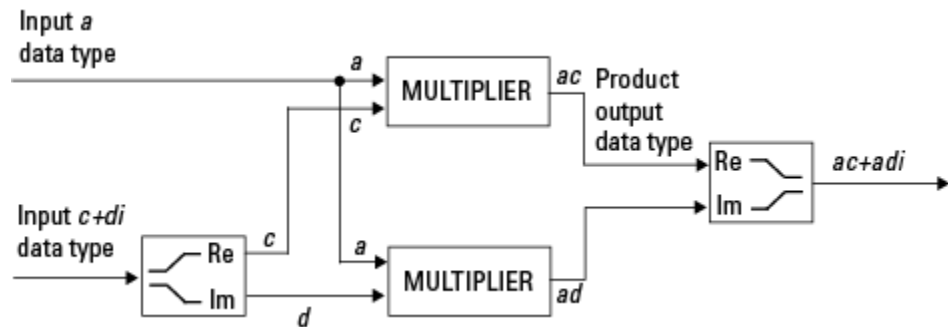 Input a
data type
a
MULTIPLIER
ac
Product
output
data type
c
Re
Im
ac+adi
Input c+di
data type
Re
Im
c
d
a
MULTIPLIER
ad